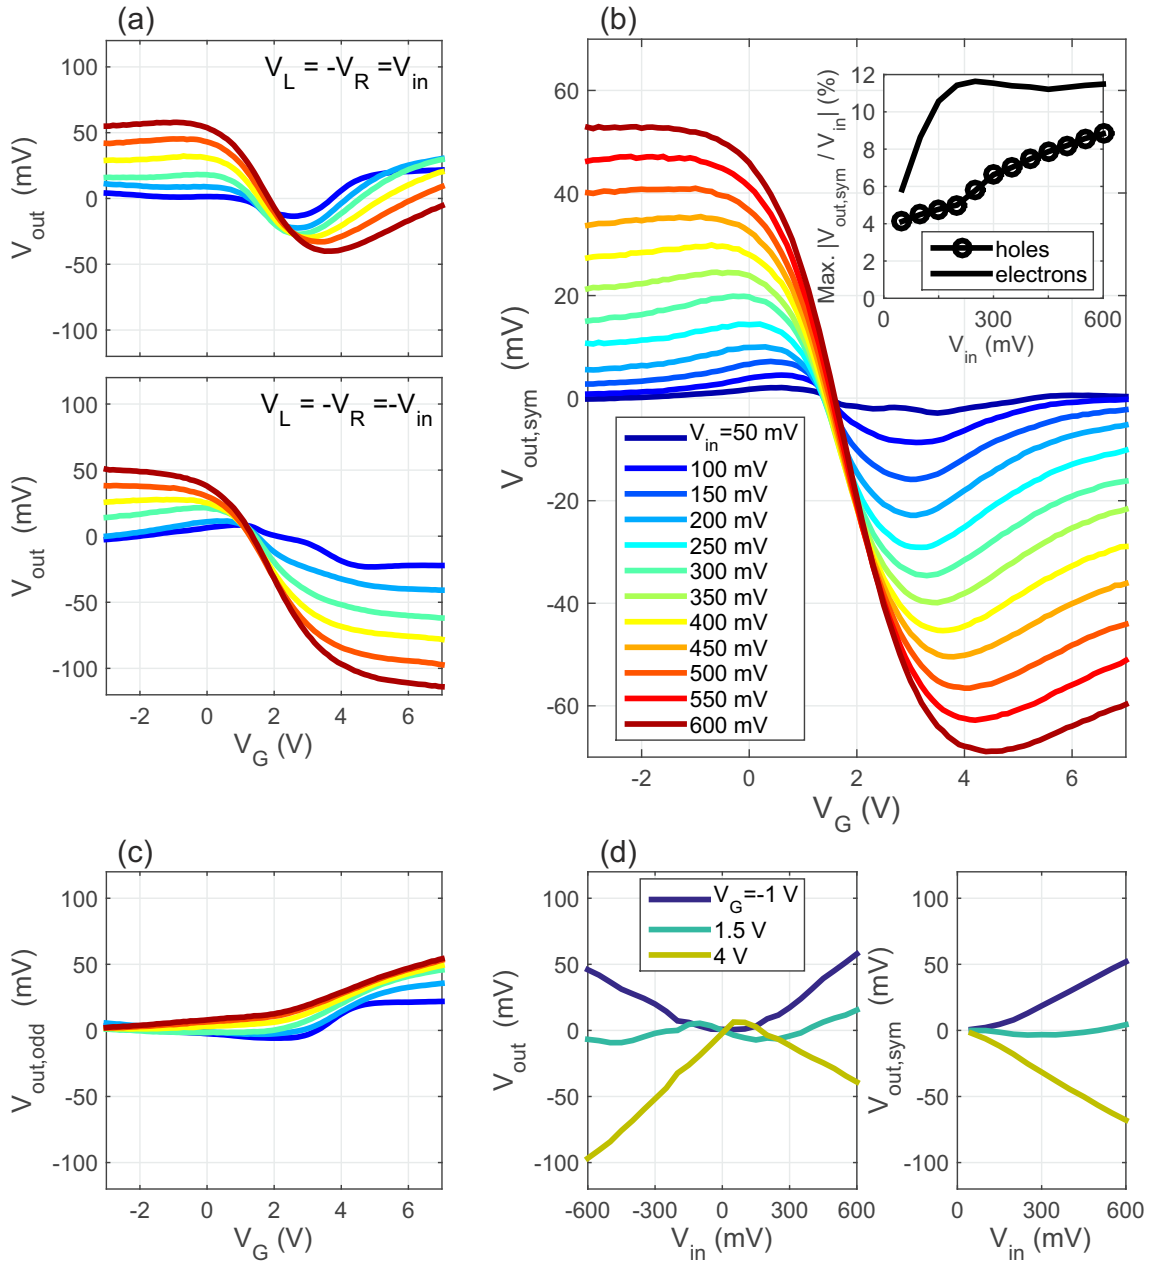 (a)
100
50
0
-50
-100
V_out (mV)
V_L = -V_R =V_in
100
50
0
-50
-100
V_out (mV)
V_L = -V_R =-V_in
-2 0 2 4 6
V_G (V)
(b)
60
40
20
0
-20
-40
-60
V_out,sym (mV)
-2 0 2 4 6
V_G (V)
V_in=50 mV
100 mV
150 mV
200 mV
250 mV
300 mV
350 mV
400 mV
450 mV
500 mV
550 mV
600 mV
12
10
8
6
4
2
0
Max. |V_out,sym / V_in| (%)
holes
electrons
0 300 600
V_in (mV)
(c)
100
50
0
-50
-100
V_out,odd (mV)
-2 0 2 4 6
V_G (V)
(d)
100
50
0
-50
-100
V_out (mV)
V_G=-1 V
1.5 V
4 V
-600 -300 0 300 600
V_in (mV)
100
50
0
-50
-100
V_out,sym (mV)
0 300 600
V_in (mV)